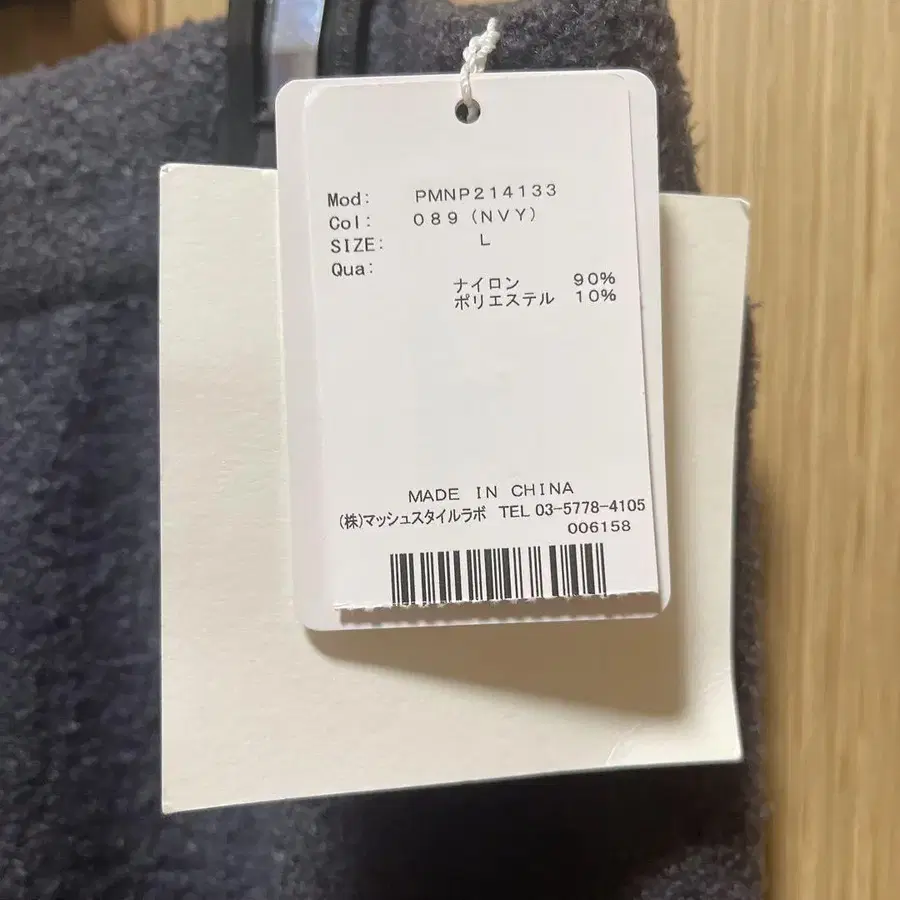 Mod: PMNP214133
Col: 089 (NVY)
SIZE: L
Qua:
ナイロン 90%
ポリエステル 10%
MADE IN CHINA
(株)マッシュスタイルラボ TEL 03-5778-4105
006158